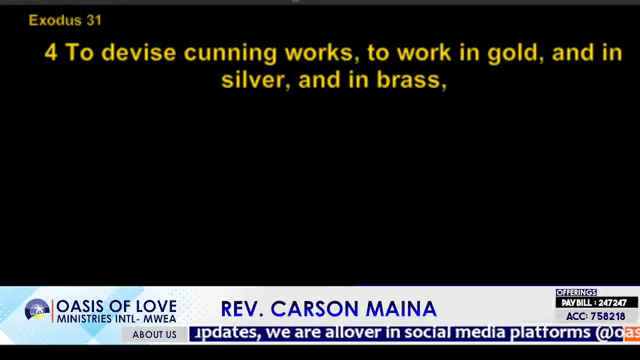 Exodus 31
4 To devise cunning works, to work in gold, and in
silver, and in brass,
OASIS OF LOVE
MINISTRIES INTL- MWEA
REV. CARSON MAINA
OFFERINGS
PAYBILL : 247247
ACC: 758218
ABOUT US
updates, we are allover in social media platforms @oas